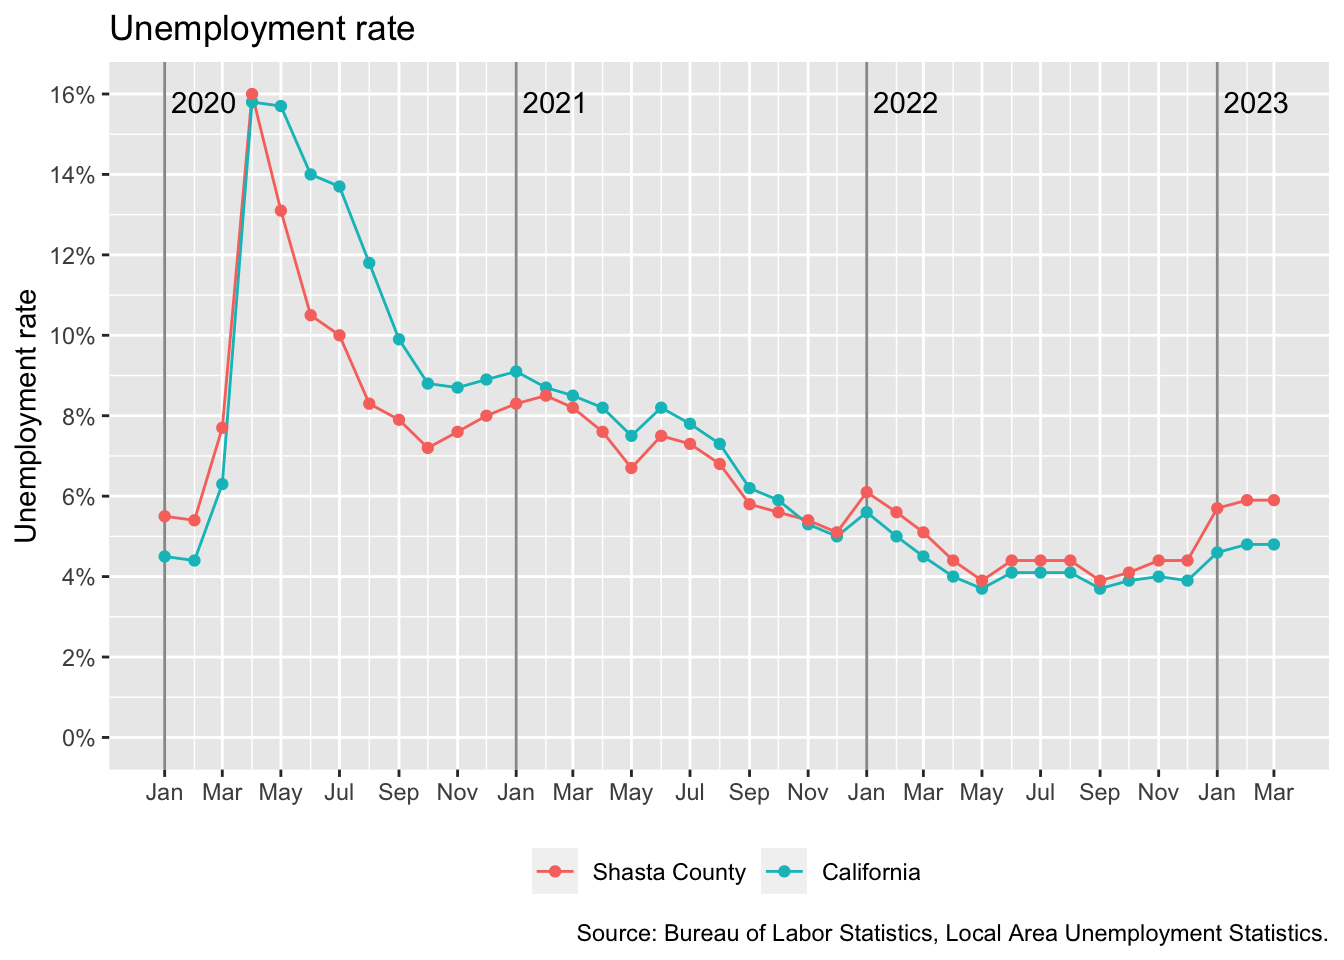 Unemployment rate
Unemployment rate
16%
14%
12%
10%
8%
6%
4%
2%
0%
2020 2021 2022 2023
Jan Mar May Jul Sep Nov Jan Mar May Jul Sep Nov Jan Mar May Jul Sep Nov Jan Mar
Shasta County California
Source: Bureau of Labor Statistics, Local Area Unemployment Statistics.